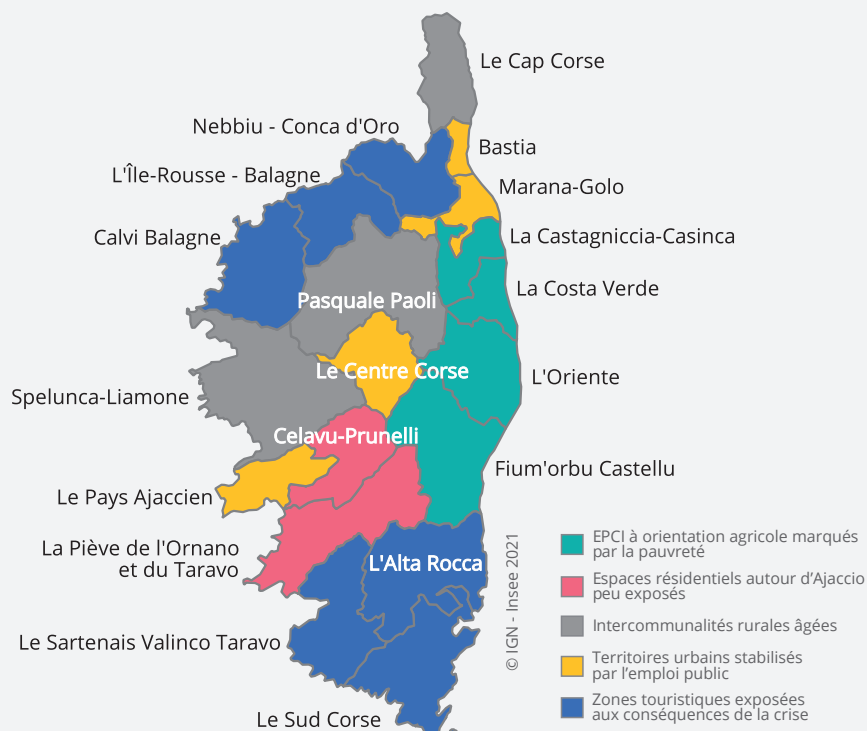 Le Cap Corse
Nebbiu - Conca d'Oro
Bastia
L'Île-Rousse - Balagne
Marana-Golo
Calvi Balagne
La Castagniccia-Casinca
La Costa Verde
Pasquale Paoli
Le Centre Corse
L'Oriente
Spelunca-Liamone
Celavu-Prunelli
Fium'orbu Castellu
Le Pays Ajaccien
La Piève de l'Ornano
et du Taravo
L'Alta Rocca
Le Sartenais Valinco Taravo
Le Sud Corse
© IGN - Insee 2021
EPCI à orientation agricole marqués
par la pauvreté
Espaces résidentiels autour d'Ajaccio
peu exposés
Intercommunalités rurales âgées
Territoires urbains stabilisés
par l'emploi public
Zones touristiques exposées
aux conséquences de la crise